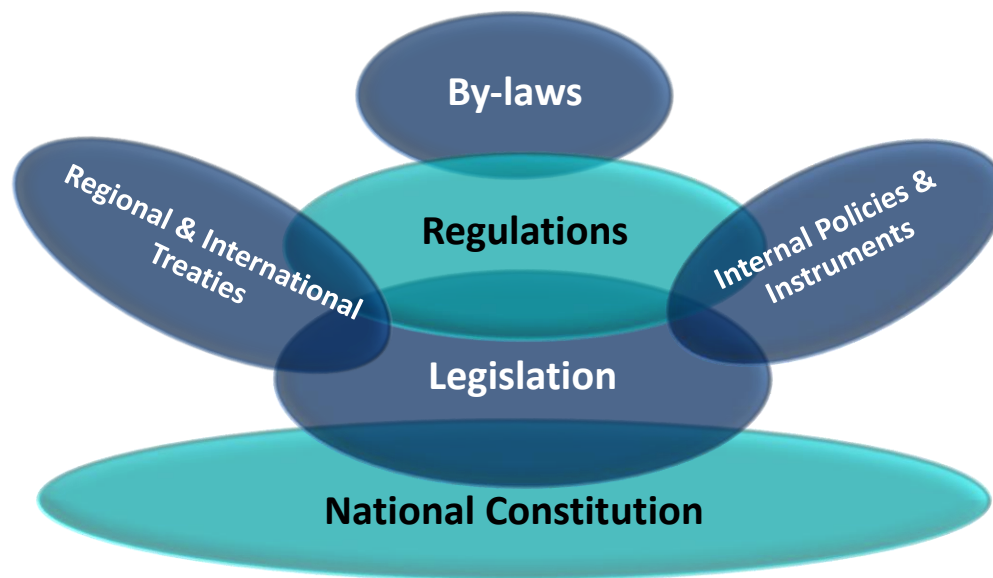 By-laws
Regional & International
Treaties
Regulations
Internal Policies &
Instruments
Legislation
National Constitution